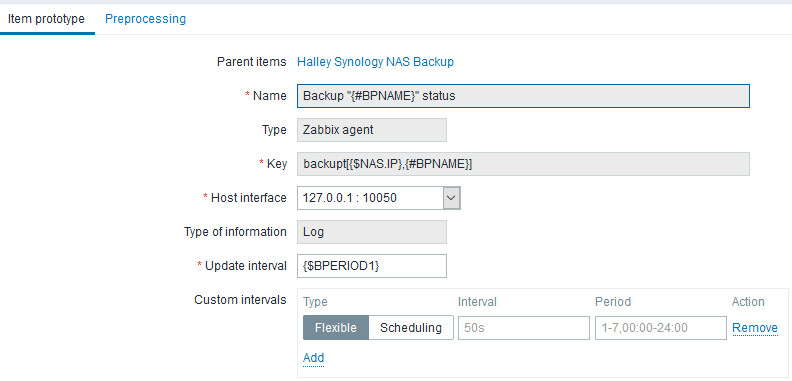 Item prototype Preprocessing
Parent items Halley Synology NAS Backup
* Name Backup "{#BPNAME}" status
Type Zabbix agent
* Key backupt[{$NAS.IP},{#BPNAME}]
* Host interface 127.0.0.1 : 10050
Type of information Log
* Update interval {$BPERIOD1}
Custom intervals Type Interval Period Action
Flexible Scheduling 50s 1-7,00:00-24:00 Remove
Add